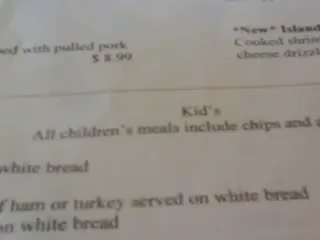 *New* Island
with pulled pork
Cooked shrim
$ 8.99
cheese drizzl
Kid's
All children's meals include chips and a
white bread
f ham or turkey served on white bread
on white bread